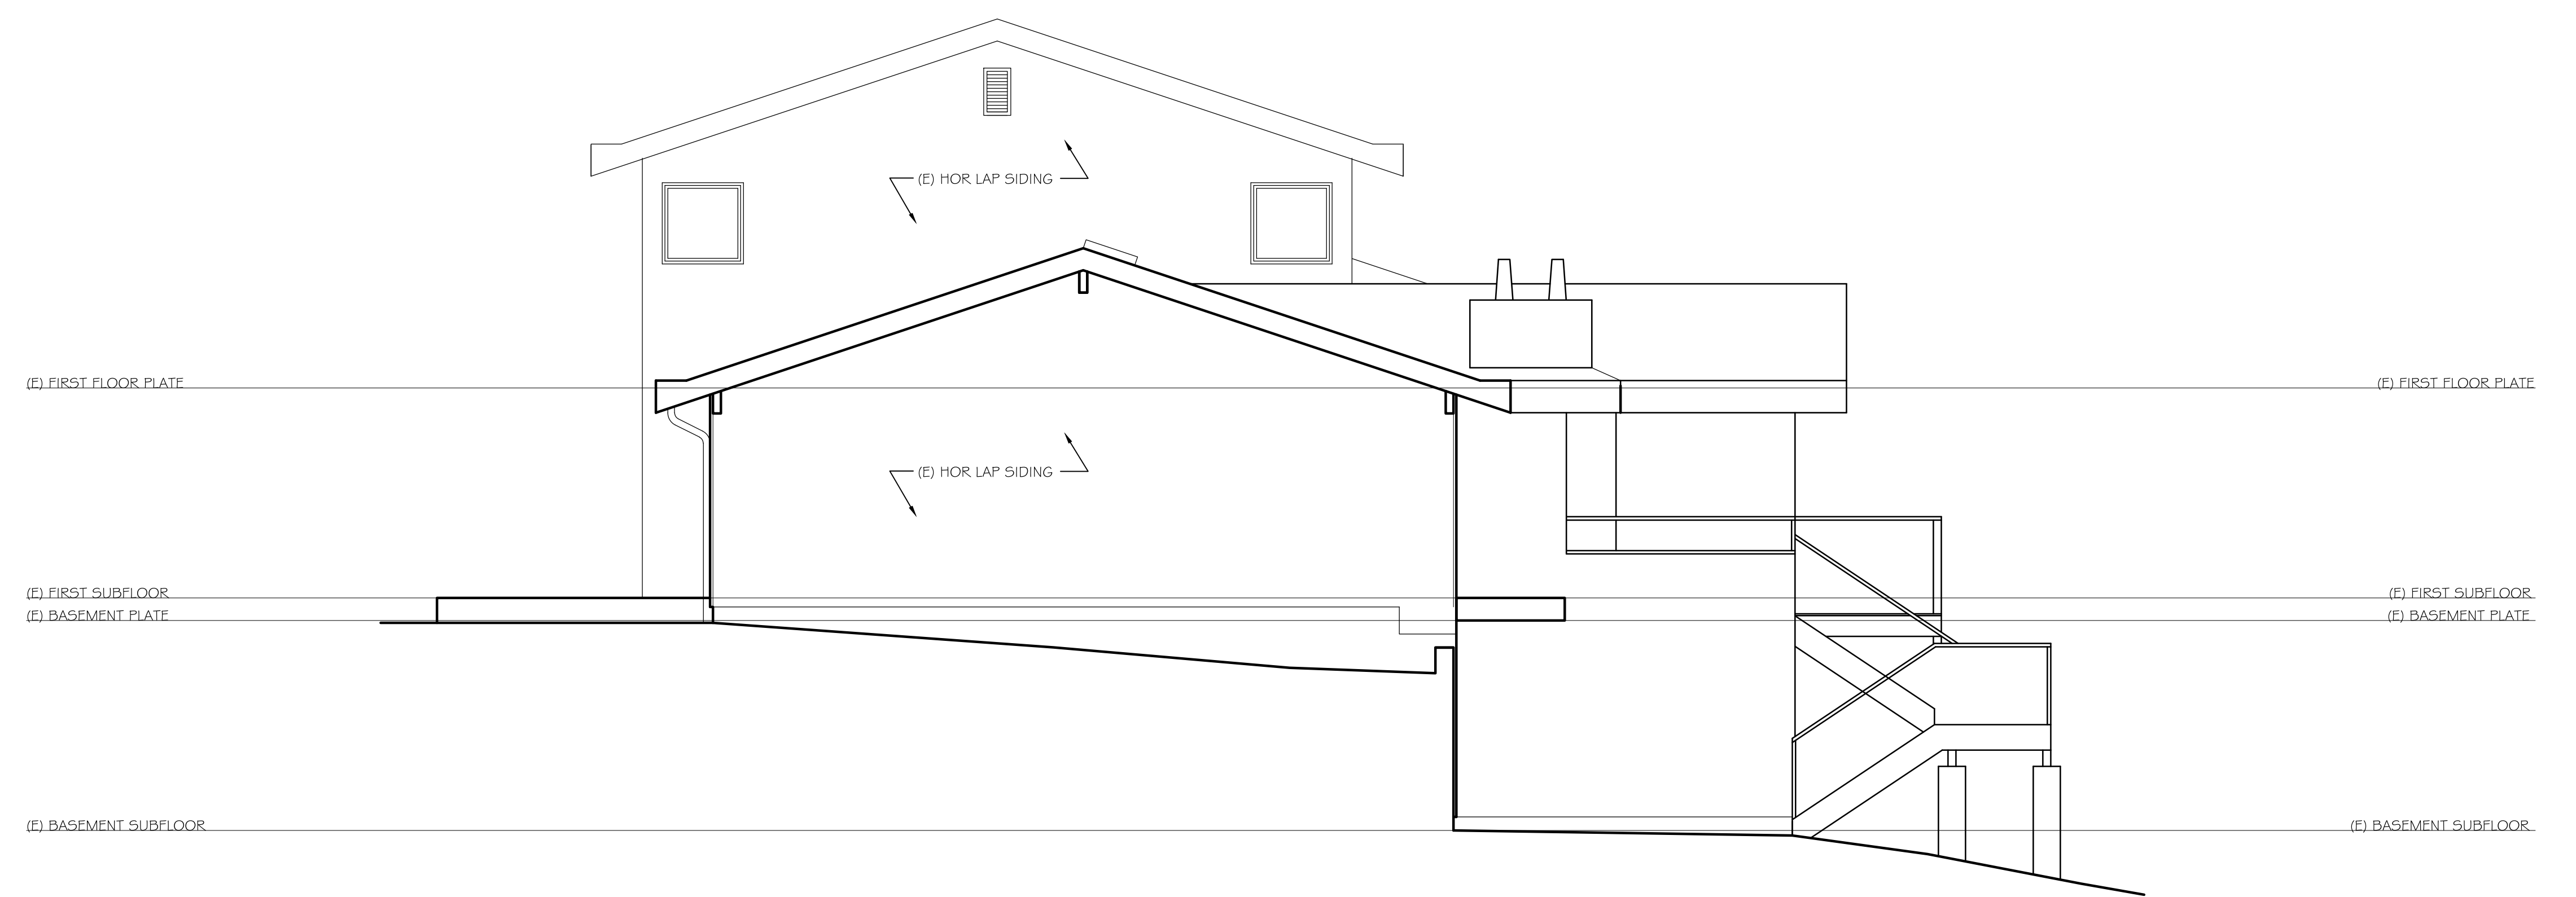 (E) HOR LAP SIDING
(E) FIRST FLOOR PLATE
(E) FIRST FLOOR PLATE
(E) HOR LAP SIDING
(E) FIRST SUBFLOOR
(E) FIRST SUBFLOOR
(E) BASEMENT PLATE
(E) BASEMENT PLATE
(E) BASEMENT SUBFLOOR
(E) BASEMENT SUBFLOOR